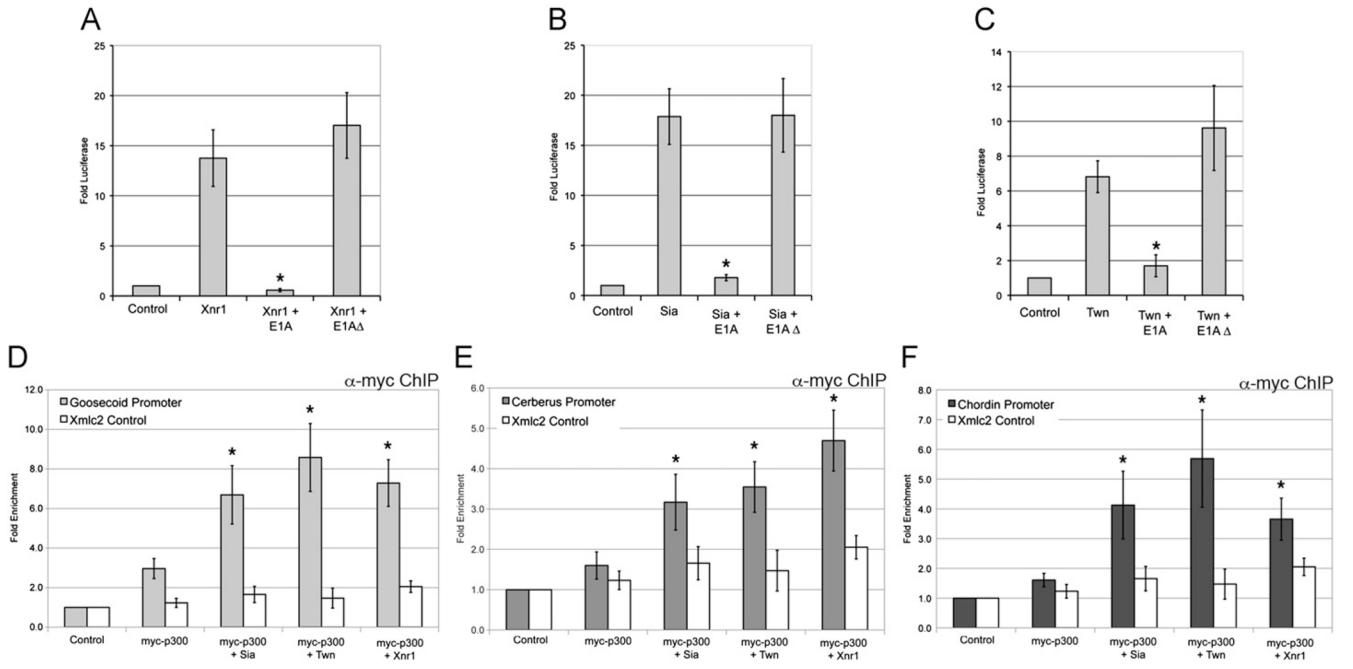 A
25
20
15
10
5
0
Fold Luciferase
Control
Xnr1
Xnr1 +
E1A
Xnr1 +
E1AΔ
*
B
25
20
15
10
5
0
Fold Luciferase
Control
Sia
Sia +
E1A
Sia +
E1A Δ
*
C
14
12
10
8
6
4
2
0
Fold Luciferase
Control
Twn
Twn +
E1A
Twn +
E1A Δ
*
D
α-myc ChIP
12.0
10.0
8.0
6.0
4.0
2.0
0.0
Fold Enrichment
Goosecoid Promoter
Xmlc2 Control
*
*
*
Control
myc-p300
myc-p300
+ Sia
myc-p300
+ Twn
myc-p300
+ Xnr1
E
α-myc ChIP
6.0
5.0
4.0
3.0
2.0
1.0
0.0
Fold Enrichment
Cerberus Promoter
Xmlc2 Control
*
*
*
Control
myc-p300
myc-p300
+ Sia
myc-p300
+ Twn
myc-p300
+ Xnr1
F
α-myc ChIP
8.0
7.0
6.0
5.0
4.0
3.0
2.0
1.0
0.0
Fold Enrichment
Chordin Promoter
Xmlc2 Control
*
*
*
Control
myc-p300
myc-p300
+ Sia
myc-p300
+ Twn
myc-p300
+ Xnr1